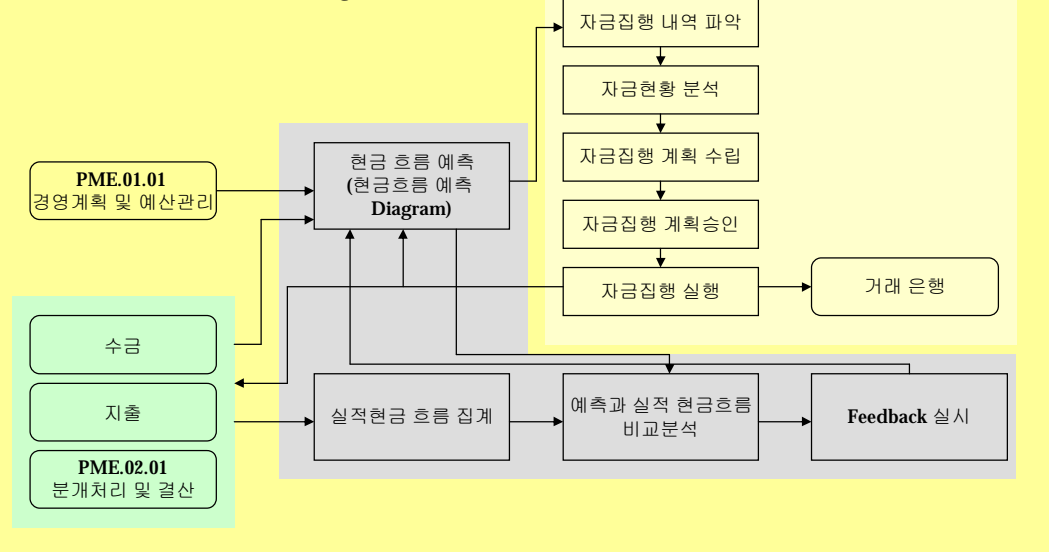 자금집행 내역 파악
자금현황 분석
자금집행 계획 수립
자금집행 계획승인
자금집행 실행
거래 은행
현금 흐름 예측
(현금흐름 예측
Diagram)
PME.01.01
경영계획 및 예산관리
수금
지출
PME.02.01
분개처리 및 결산
실적현금 흐름 집계
예측과 실적 현금흐름
비교분석
Feedback 실시